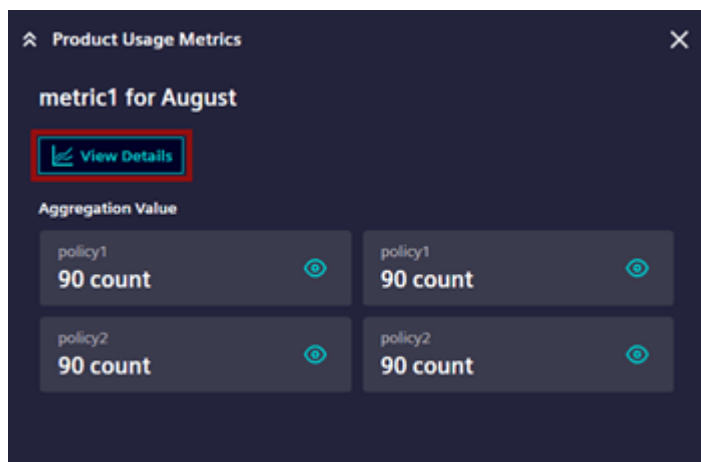 Product Usage Metrics
metric1 for August
View Details
Aggregation Value
policy1
90 count
policy1
90 count
policy2
90 count
policy2
90 count